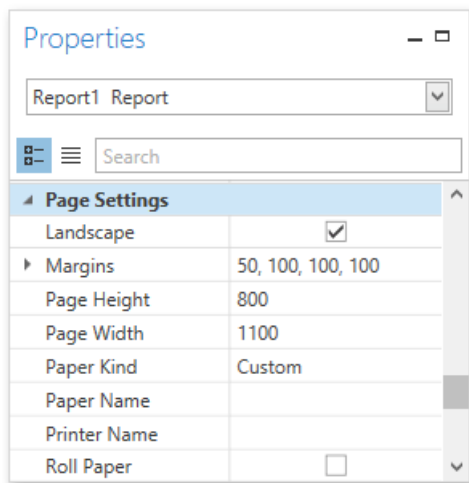 Properties
Report1 Report
Search
Page Settings
Landscape
Margins 50, 100, 100, 100
Page Height 800
Page Width 1100
Paper Kind Custom
Paper Name
Printer Name
Roll Paper